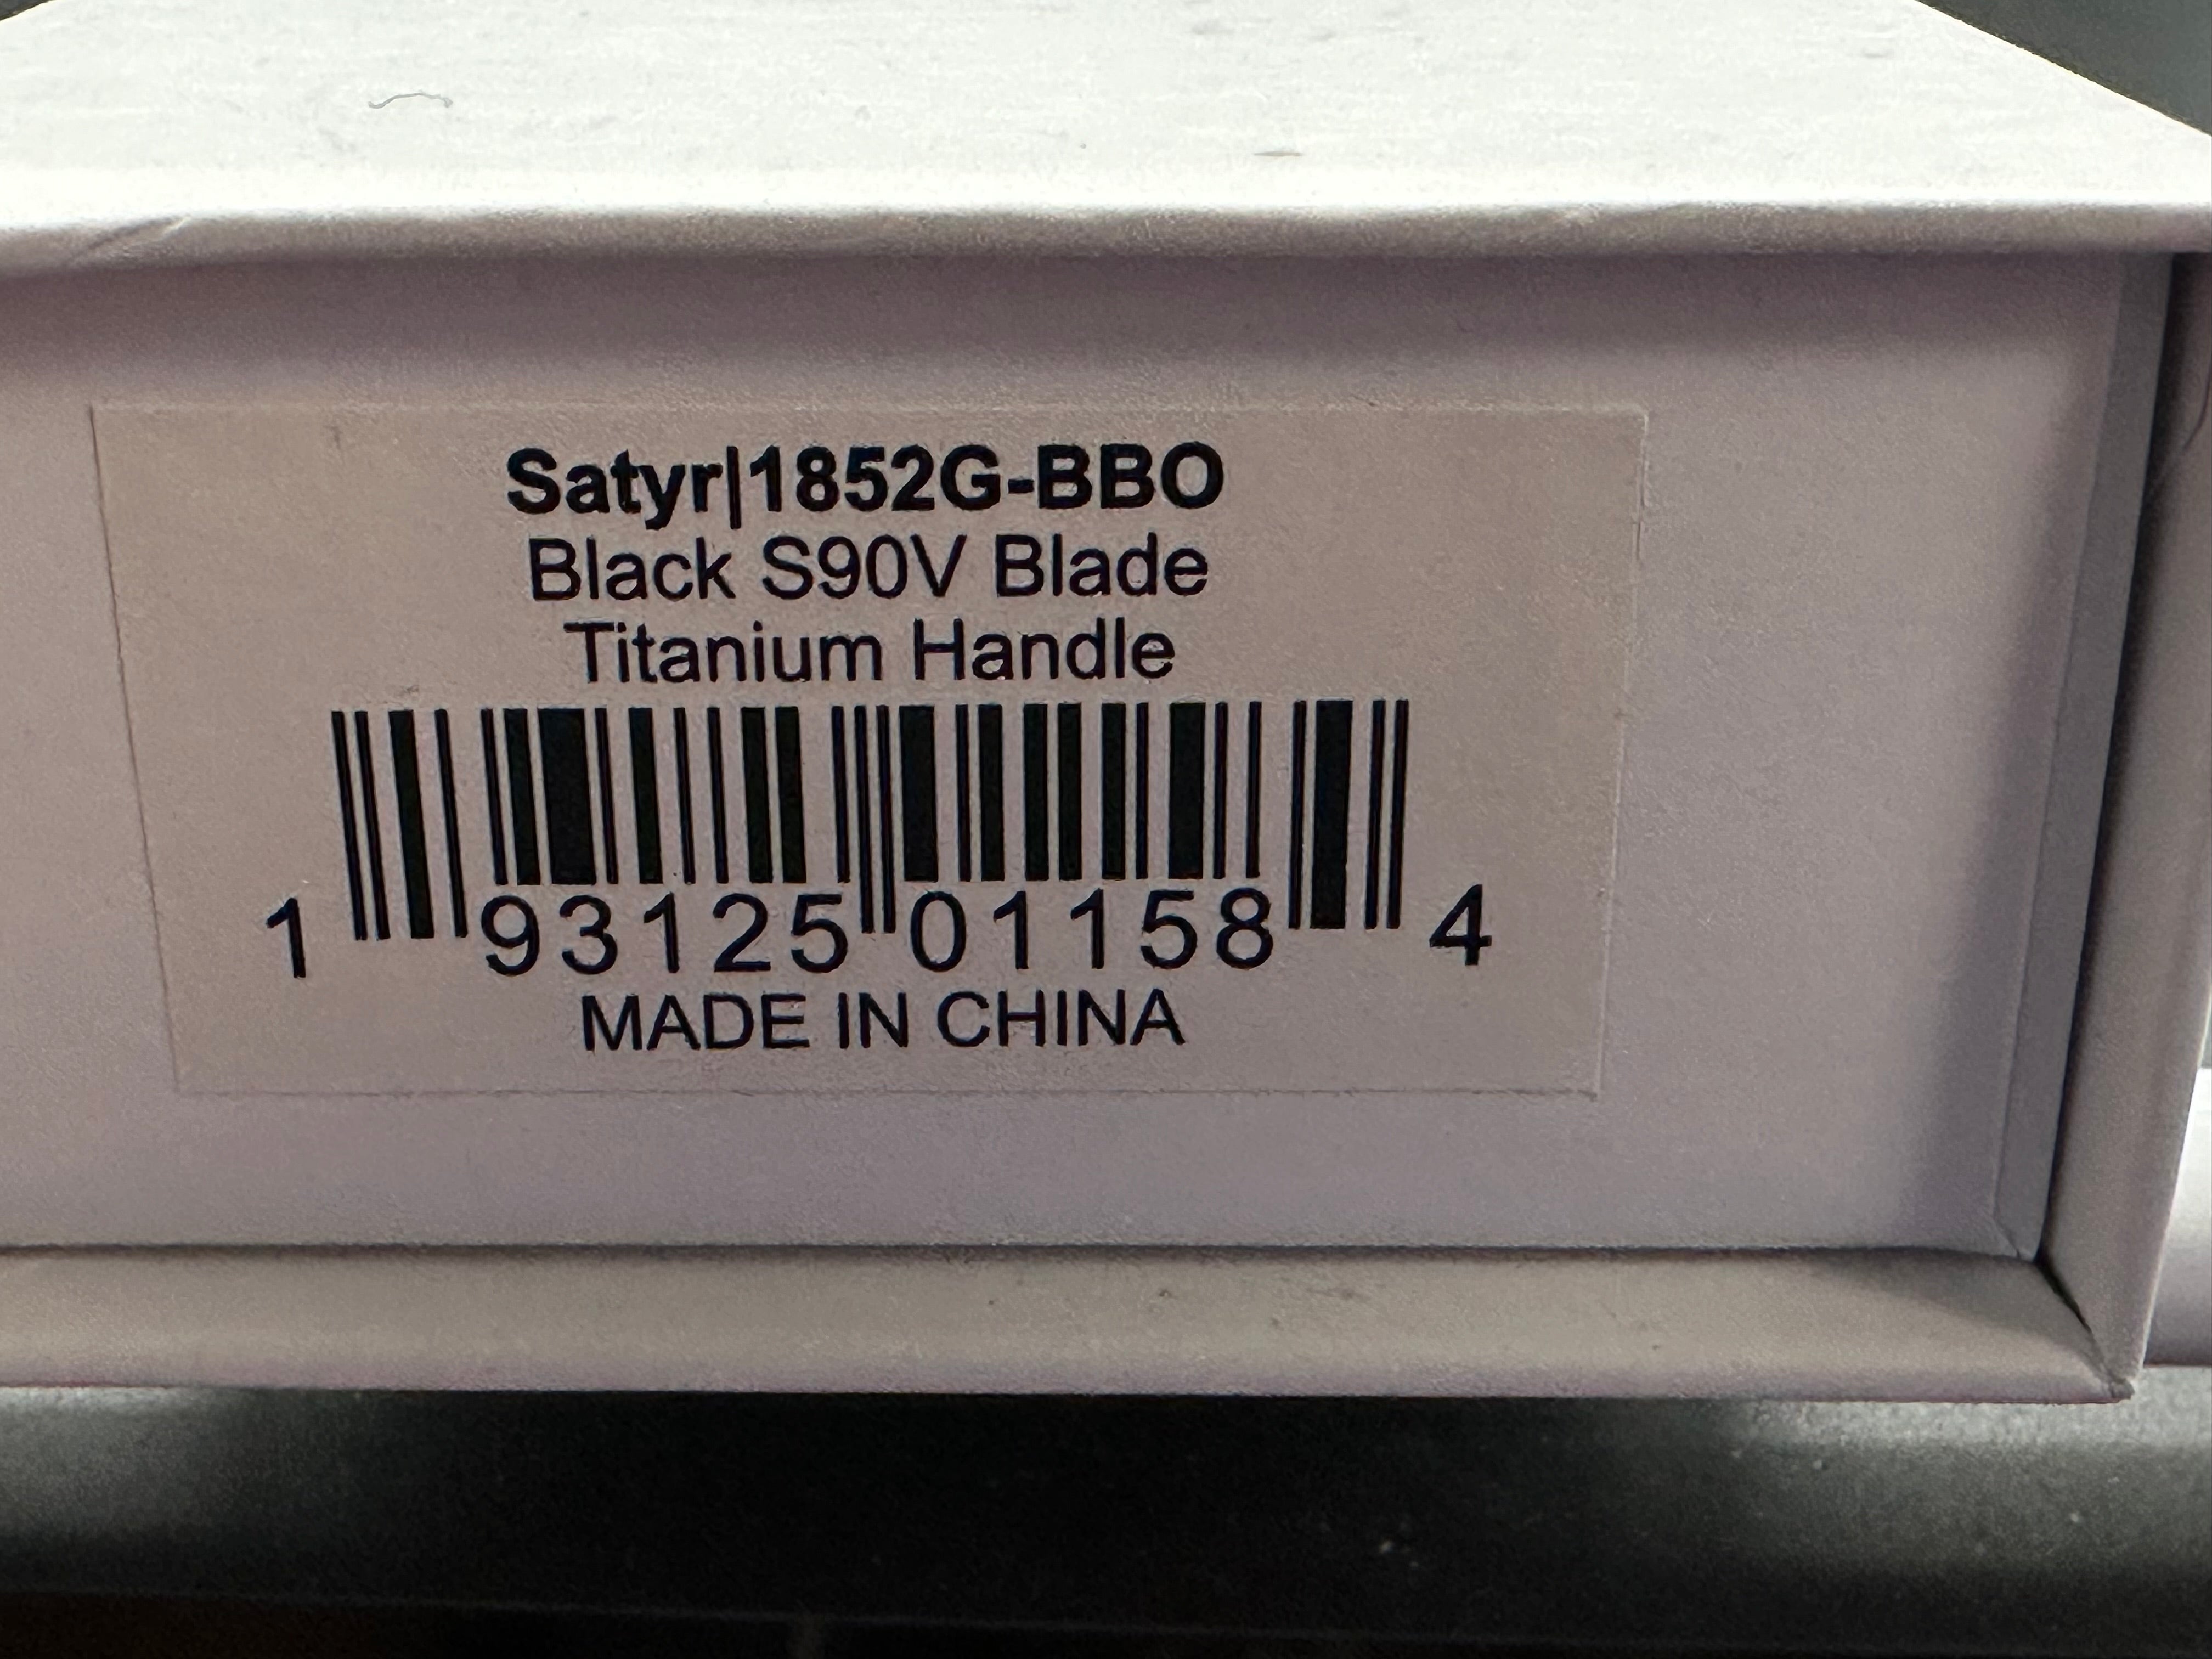 Satyr|1852G-BBO
Black S90V Blade
Titanium Handle
1 93125 01158 4
MADE IN CHINA